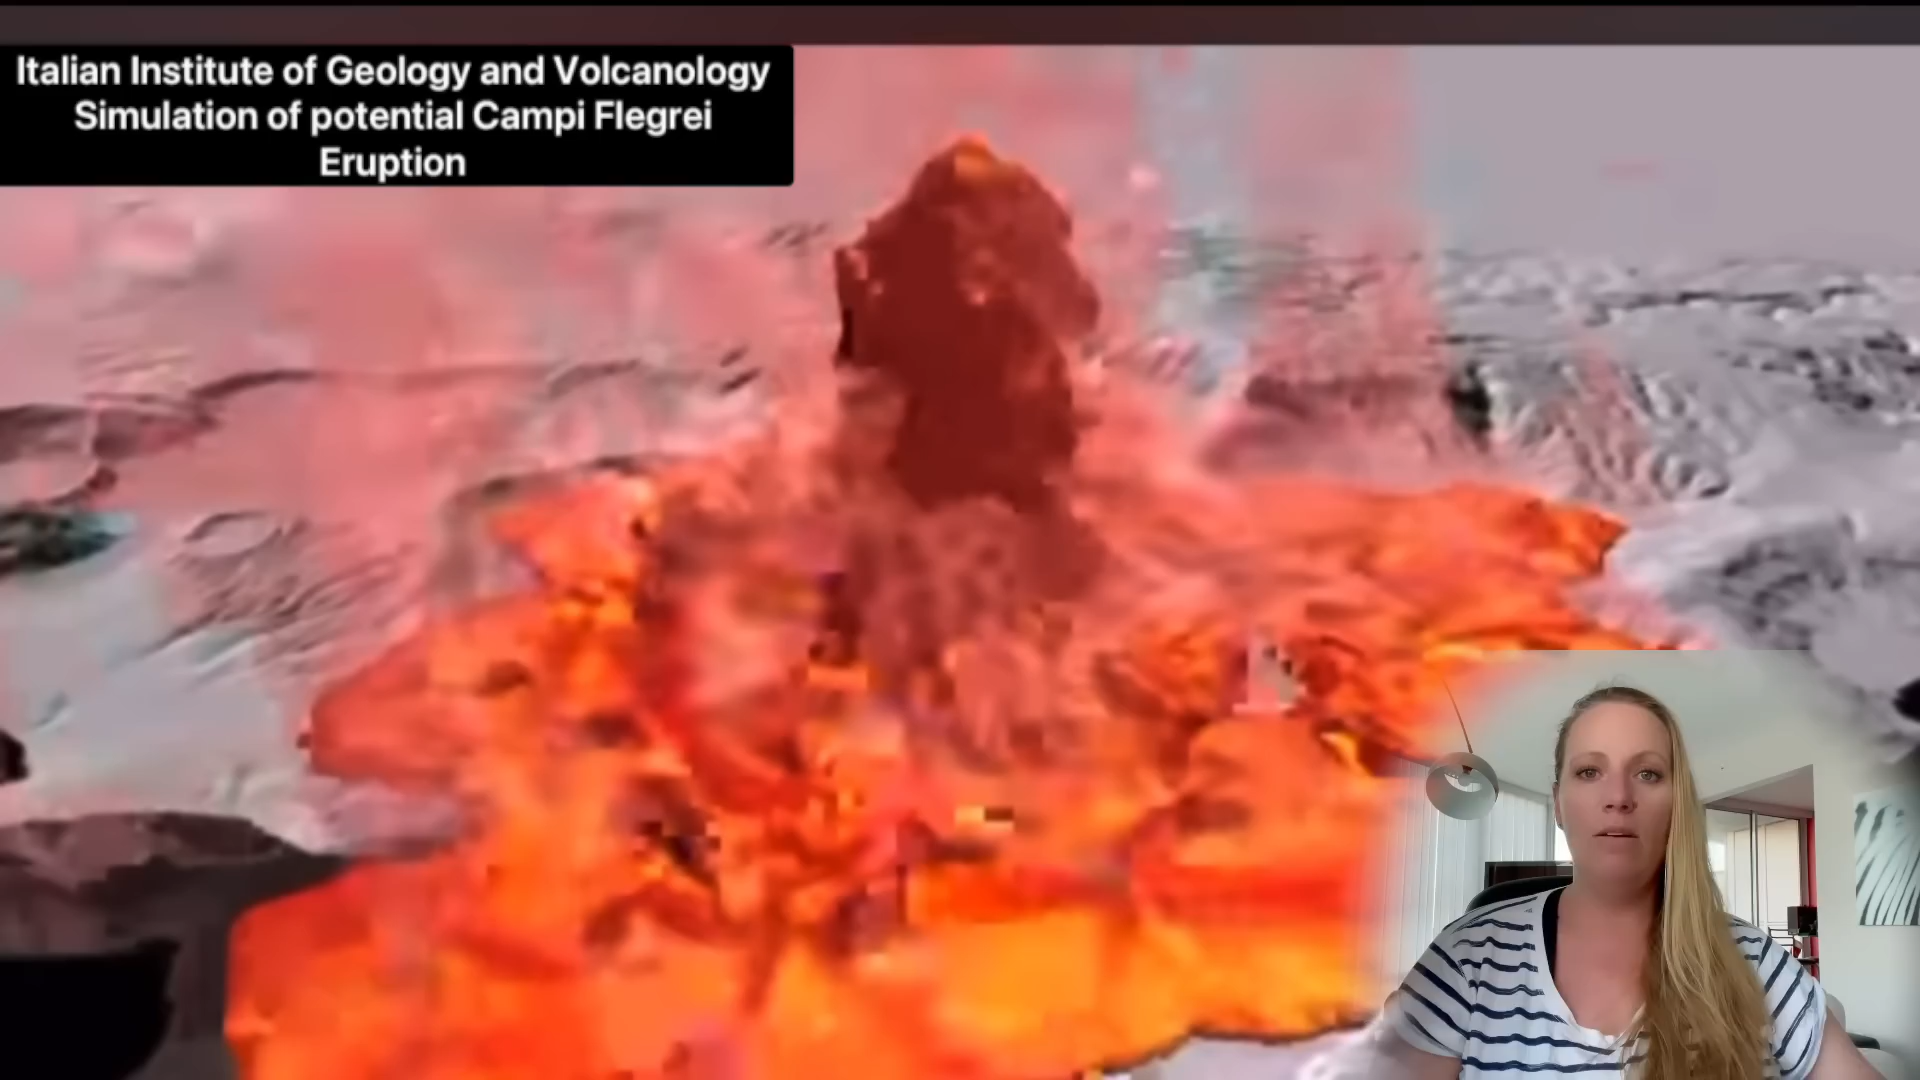 Italian Institute of Geology and Volcanology
Simulation of potential Campi Flegrei
Eruption